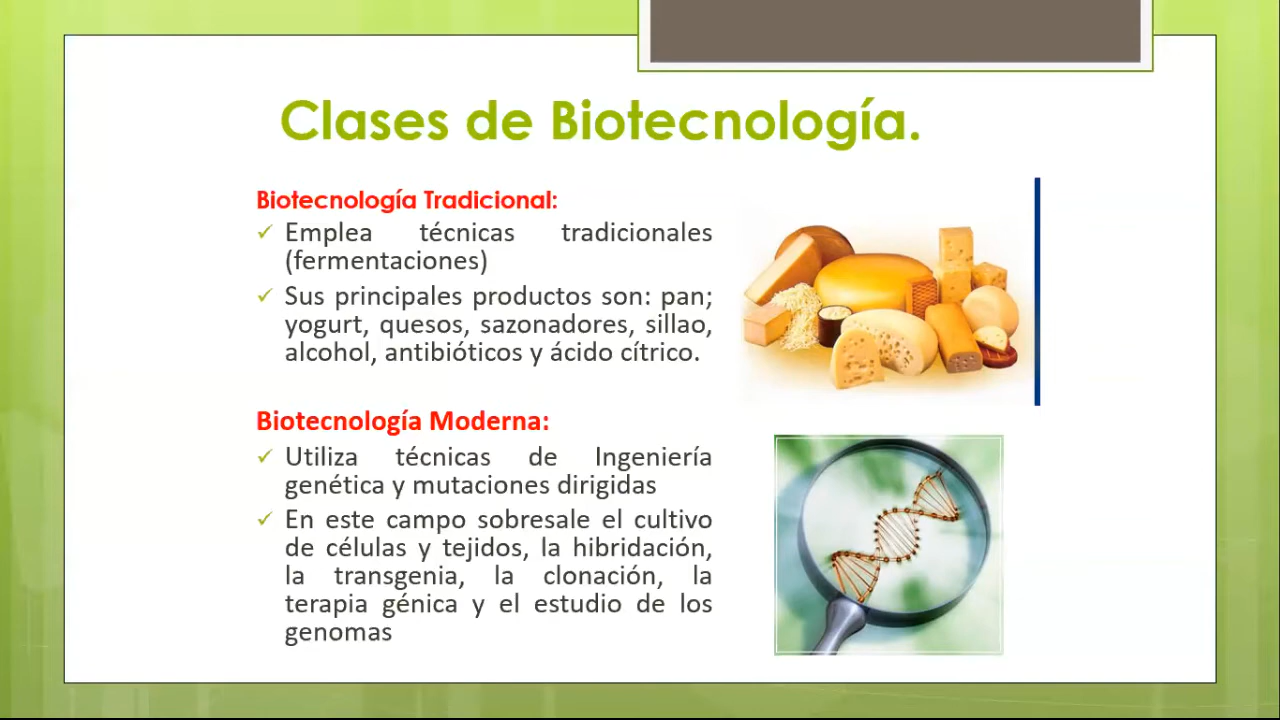 Clases de Biotecnología.
Biotecnología Tradicional:
✓ Emplea técnicas tradicionales
(fermentaciones)
✓ Sus principales productos son: pan;
yogurt, quesos, sazonadores, sillao,
alcohol, antibióticos y ácido cítrico.
Biotecnología Moderna:
✓ Utiliza técnicas de Ingeniería
genética y mutaciones dirigidas
✓ En este campo sobresale el cultivo
de células y tejidos, la hibridación,
la transgenia, la clonación, la
terapia génica y el estudio de los
genomas